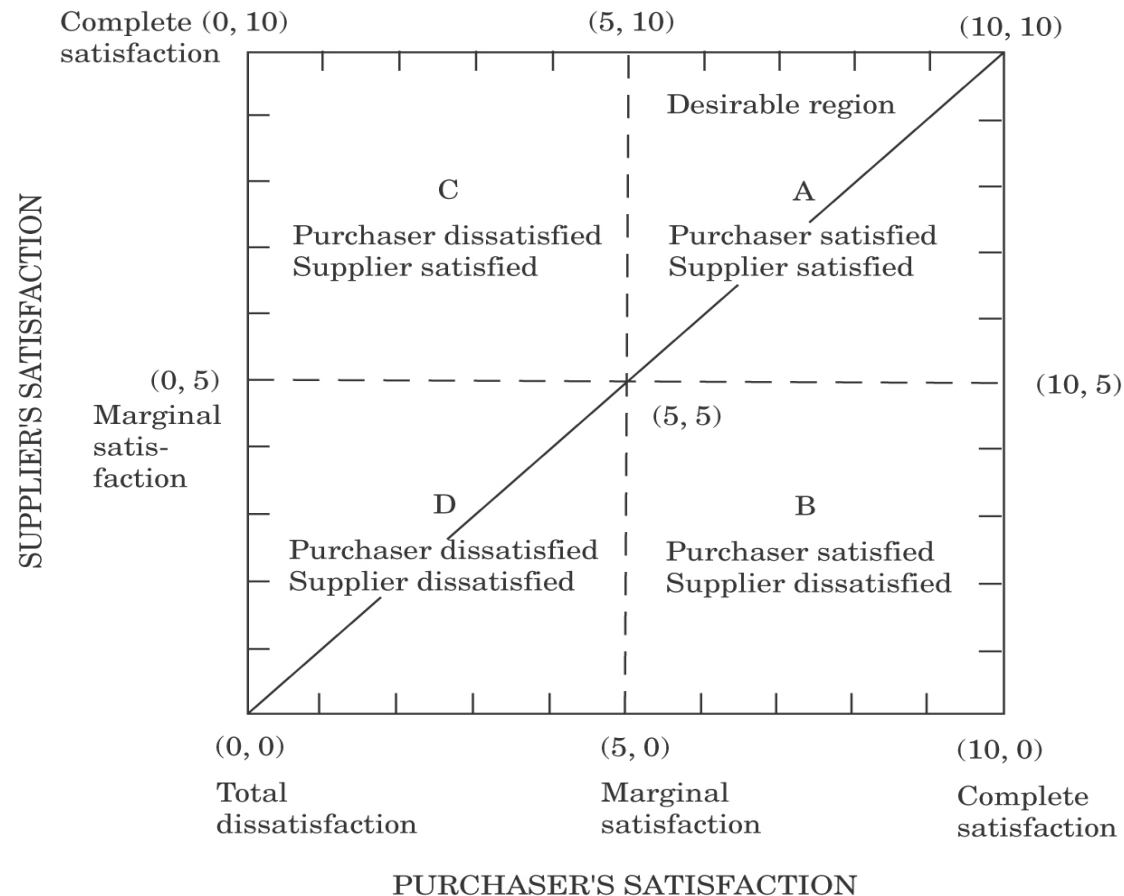 Complete (0, 10)
satisfaction
(5, 10)
(10, 10)
Desirable region
C
Purchaser dissatisfied
Supplier satisfied
A
Purchaser satisfied
Supplier satisfied
SUPPLIER'S SATISFACTION
(0, 5)
Marginal
satis-
faction
(5, 5)
(10, 5)
D
Purchaser dissatisfied
Supplier dissatisfied
B
Purchaser satisfied
Supplier dissatisfied
(0, 0)
Total
dissatisfaction
(5, 0)
Marginal
satisfaction
(10, 0)
Complete
satisfaction
PURCHASER'S SATISFACTION